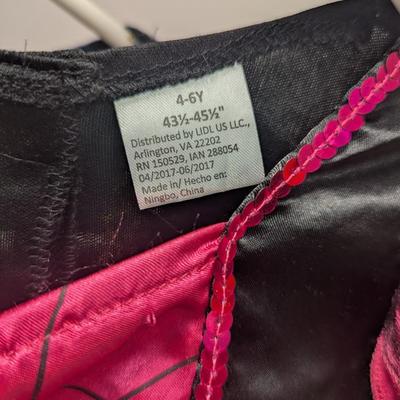 4-6Y
43½-45½"
Distributed by LIDL US LLC.,
Arlington, VA 22202
RN 150529, IAN 288054
04/2017-06/2017
Made in/ Hecho en:
Ningbo, China